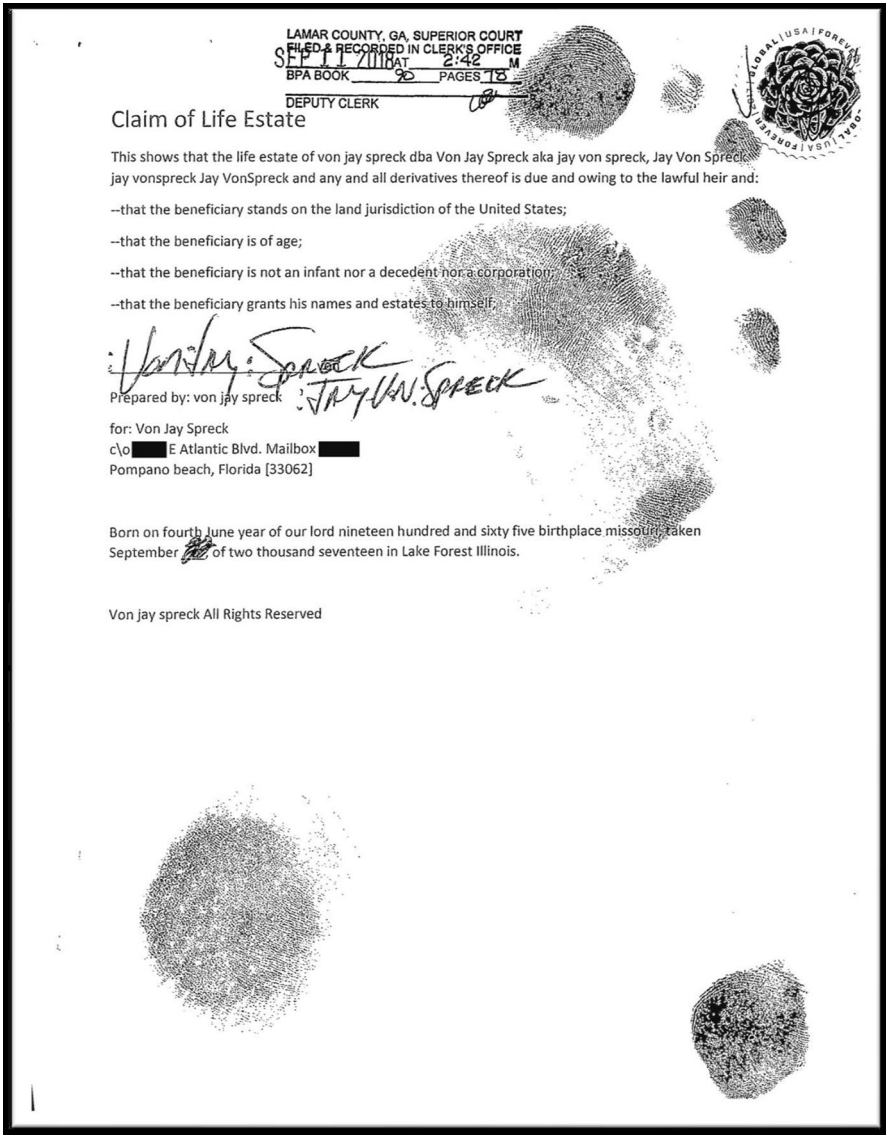 LAMAR COUNTY, GA, SUPERIOR COURT
FILED & RECORDED IN CLERK'S OFFICE
SEP 11 2018 AT 2:42 M
BPA BOOK 90 PAGES 78
DEPUTY CLERK
GLOBAL | USA | FOREVER
GLOBAL | USA | FOREVER
Claim of Life Estate
This shows that the life estate of von jay spreck dba Von Jay Spreck aka jay von spreck, Jay Von Spreck
jay vonspreck Jay VonSpreck and any and all derivatives thereof is due and owing to the lawful heir and:
--that the beneficiary stands on the land jurisdiction of the United States;
--that the beneficiary is of age;
--that the beneficiary is not an infant nor a decedent nor a corporation;
--that the beneficiary grants his names and estates to himself;
:Von:Jay: SPRECK
:JAY VON: SPRECK
Prepared by: von jay spreck
for: Von Jay Spreck
c\o E Atlantic Blvd. Mailbox
Pompano beach, Florida [33062]
Born on fourth June year of our lord nineteen hundred and sixty five birthplace missouri, taken
September of two thousand seventeen in Lake Forest Illinois.
Von jay spreck All Rights Reserved